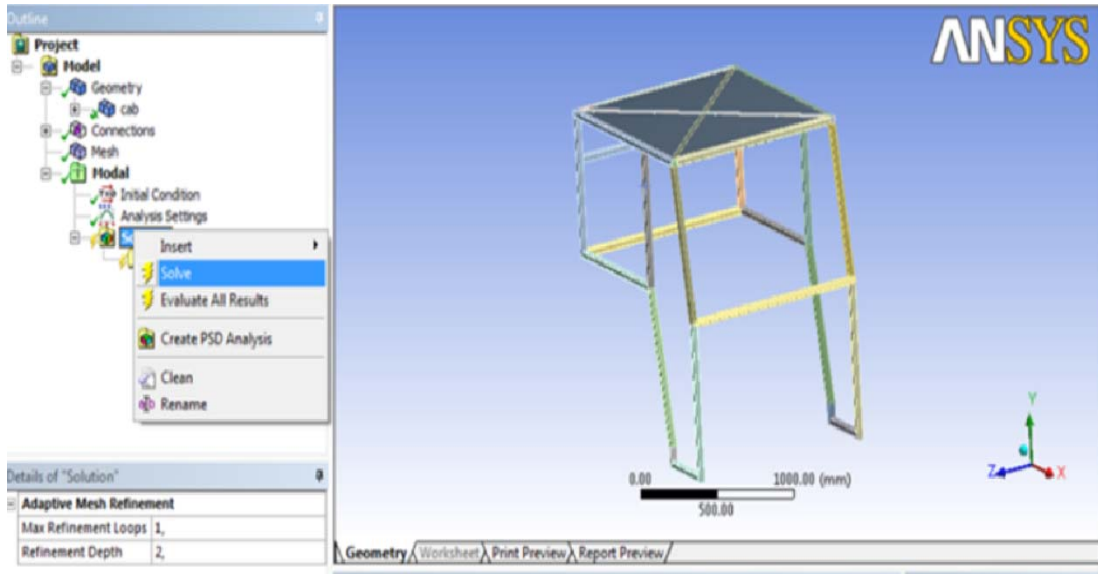 Outline
ANSYS
Project
Model
Geometry
cab
Connections
Mesh
Modal
Initial Condition
Analysis Settings
Insert
Solve
Evaluate All Results
Create PSD Analysis
Clean
Rename
Y
Z X
0.00 1000.00 (mm)
500.00
Details of "Solution"
Adaptive Mesh Refinement
Max Refinement Loops 1,
Refinement Depth 2,
Geometry Worksheet Print Preview Report Preview